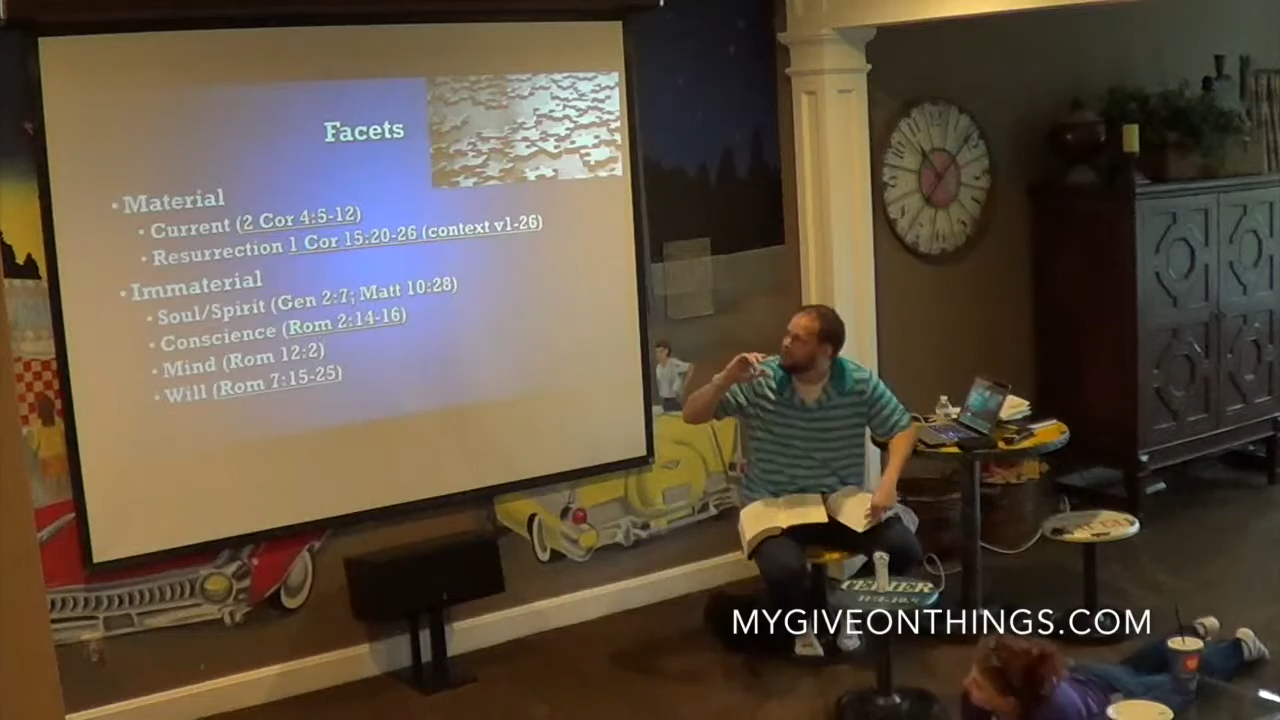 Facets
• Material
• Current (2 Cor 4:5-12)
• Resurrection 1 Cor 15:20-26 (context v1-26)
• Immaterial
• Soul/Spirit (Gen 2:7; Matt 10:28)
• Conscience (Rom 2:14-16)
• Mind (Rom 12:2)
• Will (Rom 7:15-25)
MYGIVEONTHINGS.COM